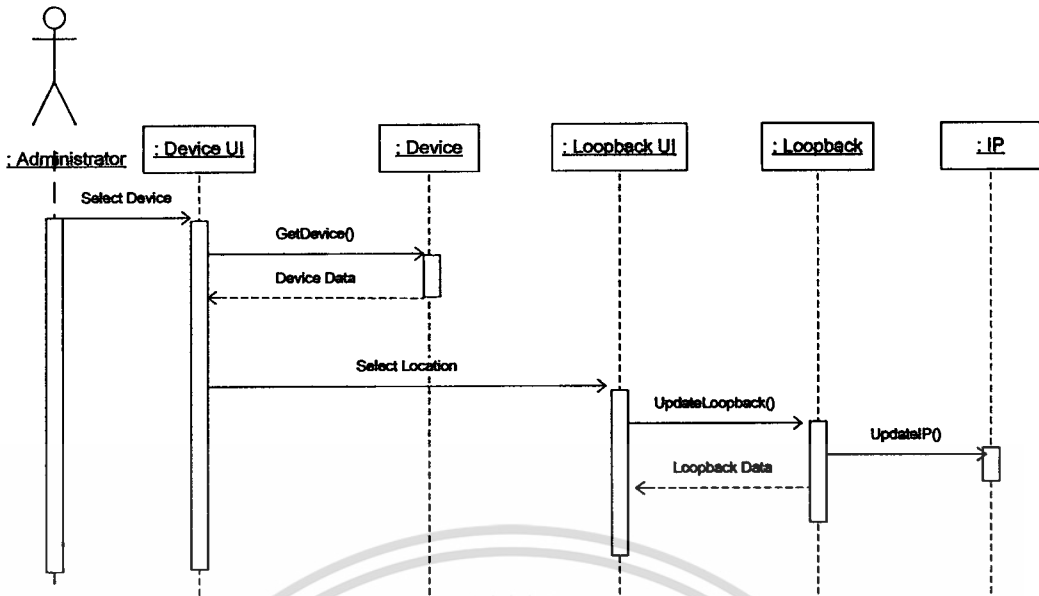 : Administrator
: Device UI
: Device
: Loopback UI
: Loopback
: IP
Select Device
GetDevice()
Device Data
Select Location
UpdateLoopback()
UpdateIP()
Loopback Data